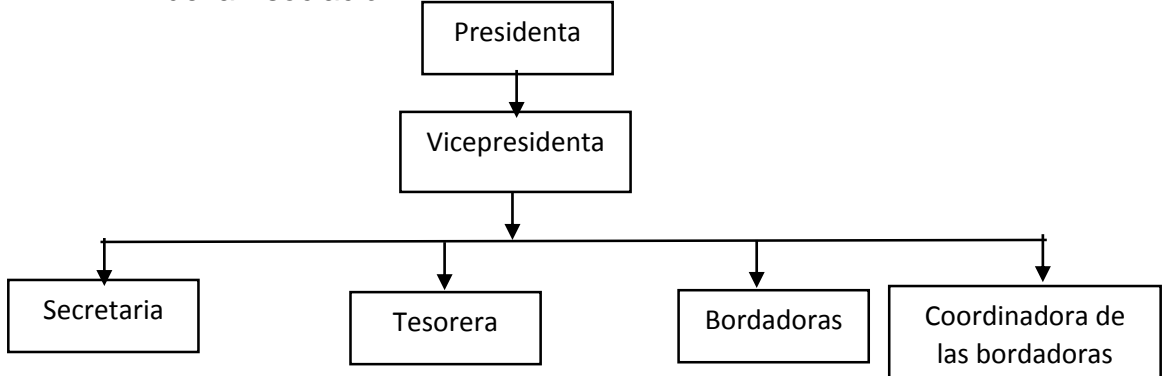 Presidenta
Vicepresidenta
Secretaria
Tesorera
Bordadoras
Coordinadora de
las bordadoras